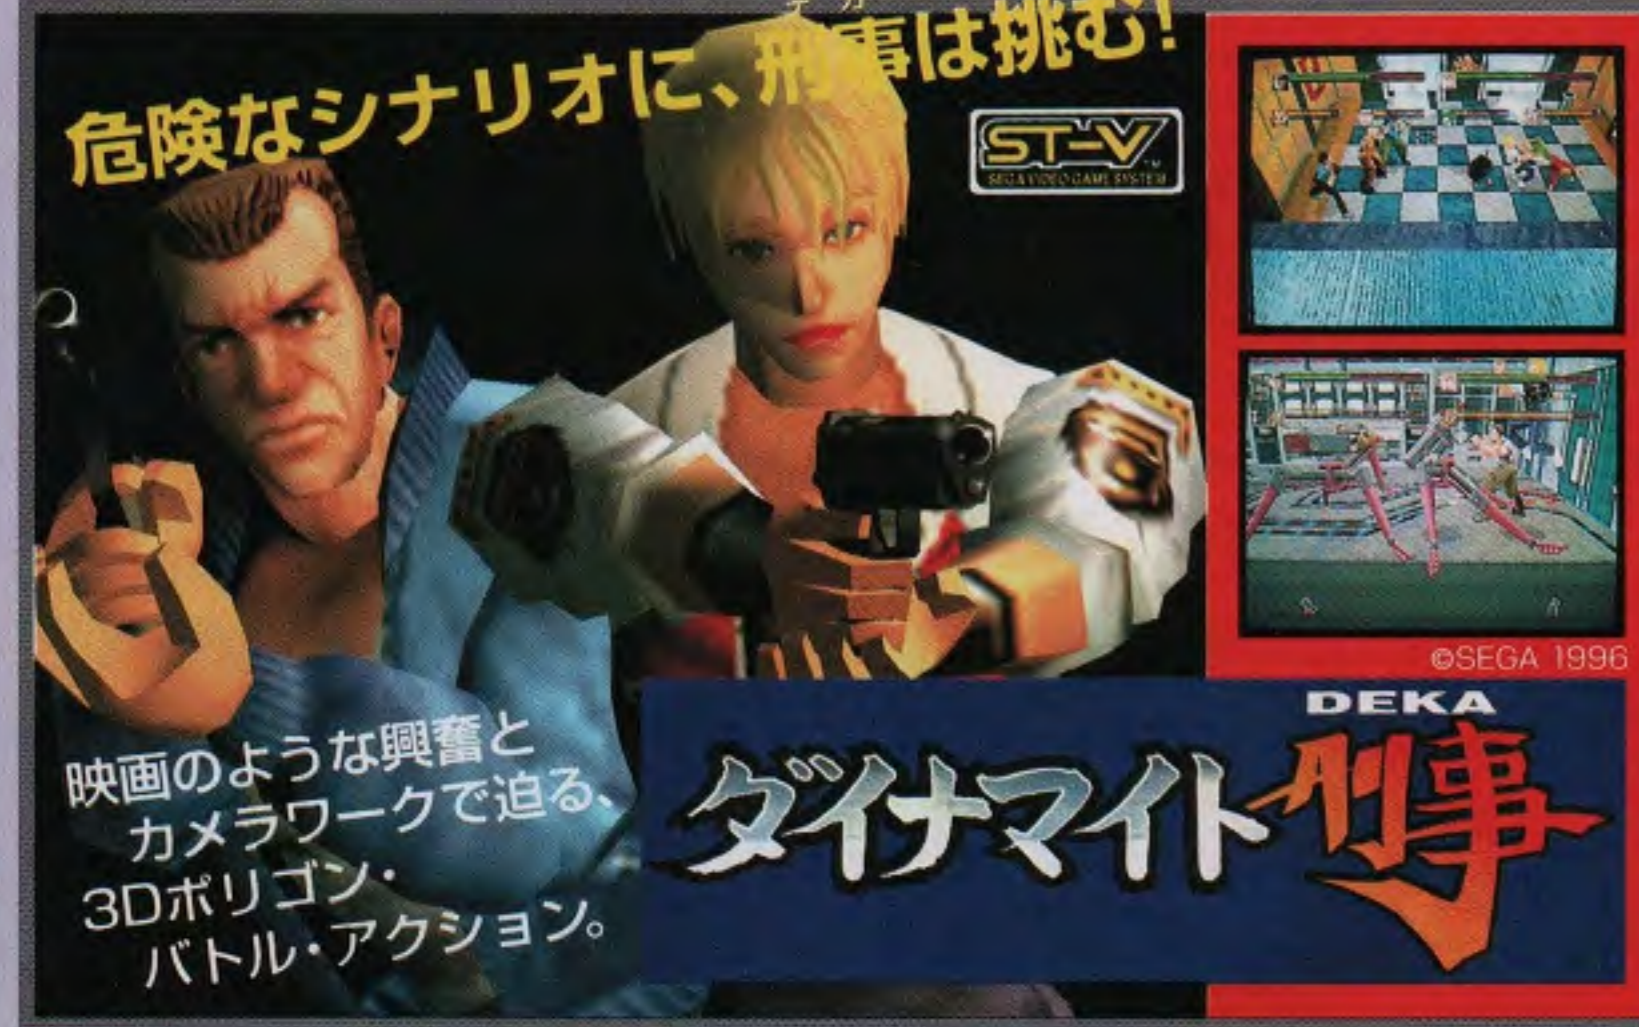 デカ
危険なシナリオに、刑事は挑む!
ST-V
TM
SEGA VIDEO GAME SYSTEM
©SEGA 1996
DEKA
ダイナマイト刑事
映画のような興奮と
カメラワークで迫る、
3Dポリゴン・
バトル・アクション。